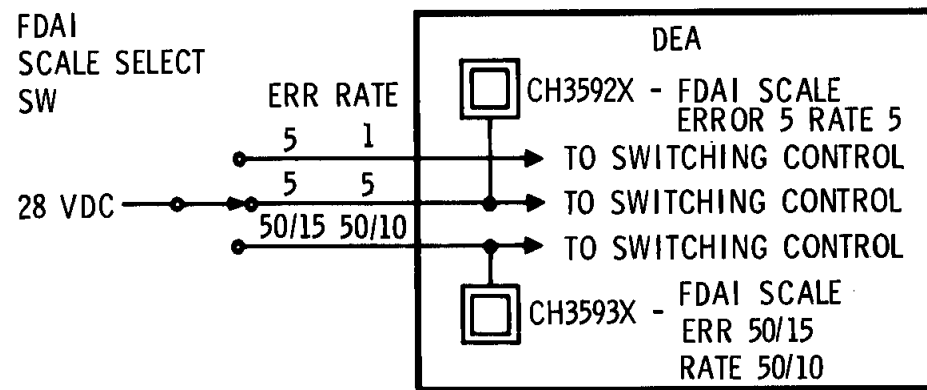 FDAI
SCALE SELECT
SW
ERR RATE
5 1
5 5
50/15 50/10
28 VDC
DEA
CH3592X - FDAI SCALE
ERROR 5 RATE 5
TO SWITCHING CONTROL
TO SWITCHING CONTROL
TO SWITCHING CONTROL
CH3593X - FDAI SCALE
ERR 50/15
RATE 50/10